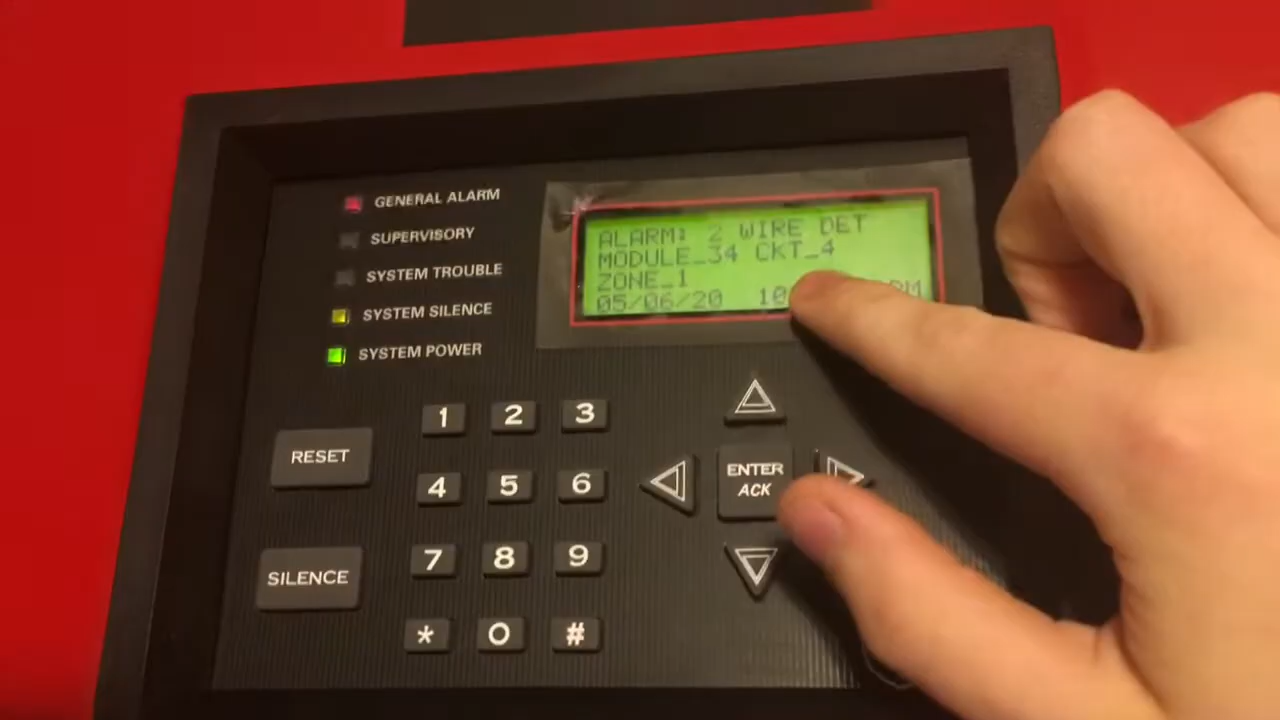 GENERAL ALARM
SUPERVISORY
SYSTEM TROUBLE
SYSTEM SILENCE
SYSTEM POWER
ALARM: 2 WIRE DET
MODULE_34 CKT_4
ZONE_1
05/06/20 10
RESET
SILENCE
1 2 3
4 5 6
7 8 9
* 0 #
ENTER
ACK